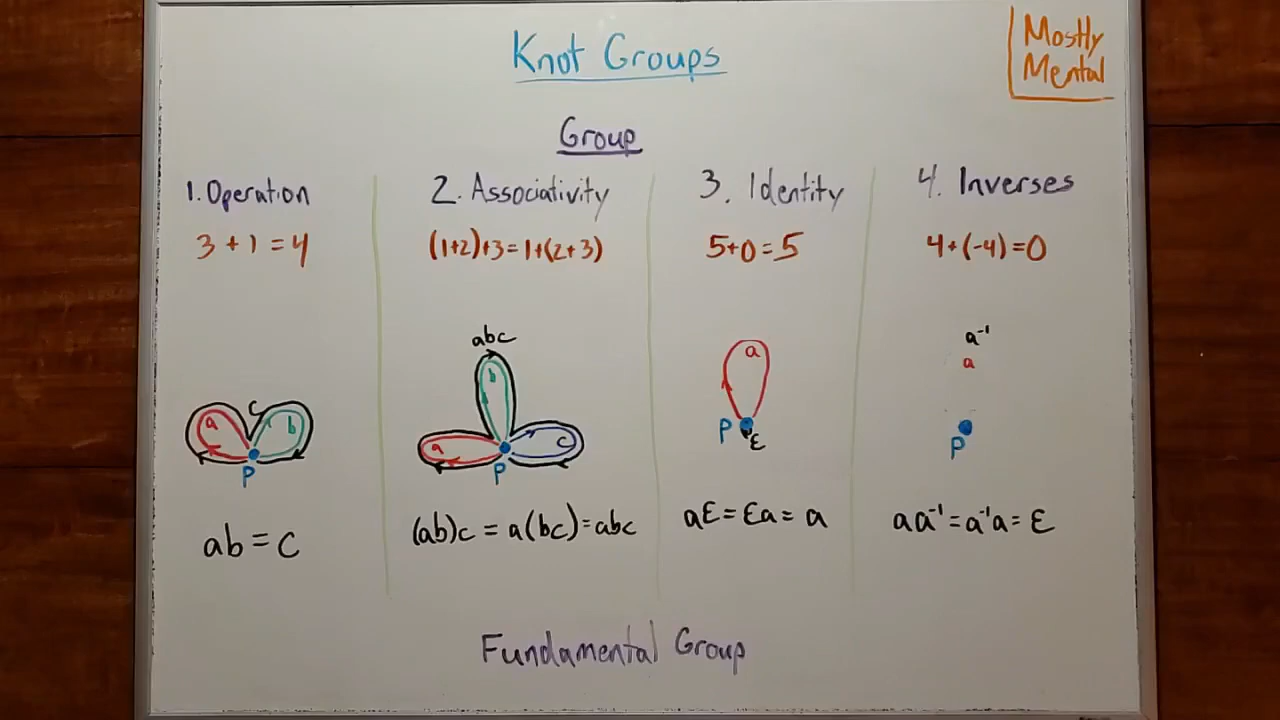 Knot Groups
Mostly
Mental
Group
1. Operation
3 + 1 = 4
a
c
b
P
ab = c
2. Associativity
(1+2)+3=1+(2+3)
abc
b
a
c
P
(ab)c = a(bc)=abc
3. Identity
5+0=5
a
P
ε
aε=εa=a
4. Inverses
4+(-4)=0
a⁻¹
a
P
aa⁻¹=a⁻¹a=ε
Fundamental Group